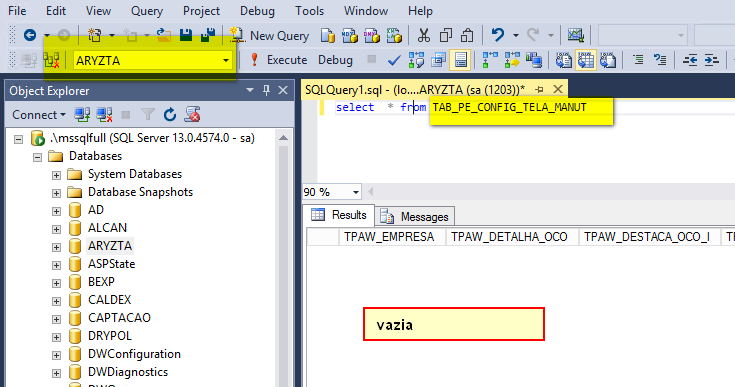 File Edit View Query Project Debug Tools Window Help
New Query
ARYZTA
Execute Debug
Object Explorer
Connect
.\mssqlfull (SQL Server 13.0.4574.0 - sa)
Databases
System Databases
Database Snapshots
AD
ALCAN
ARYZTA
ASPState
BEXP
CALDEX
CAPTACAO
DRYPOL
DWConfiguration
DWDiagnostics
SQLQuery1.sql - (lo....ARYZTA (sa (1203))*
select * from TAB_PE_CONFIG_TELA_MANUT
90 %
Results Messages
TPAW_EMPRESA TPAW_DETALHA_OCO TPAW_DESTACA_OCO_I
vazia